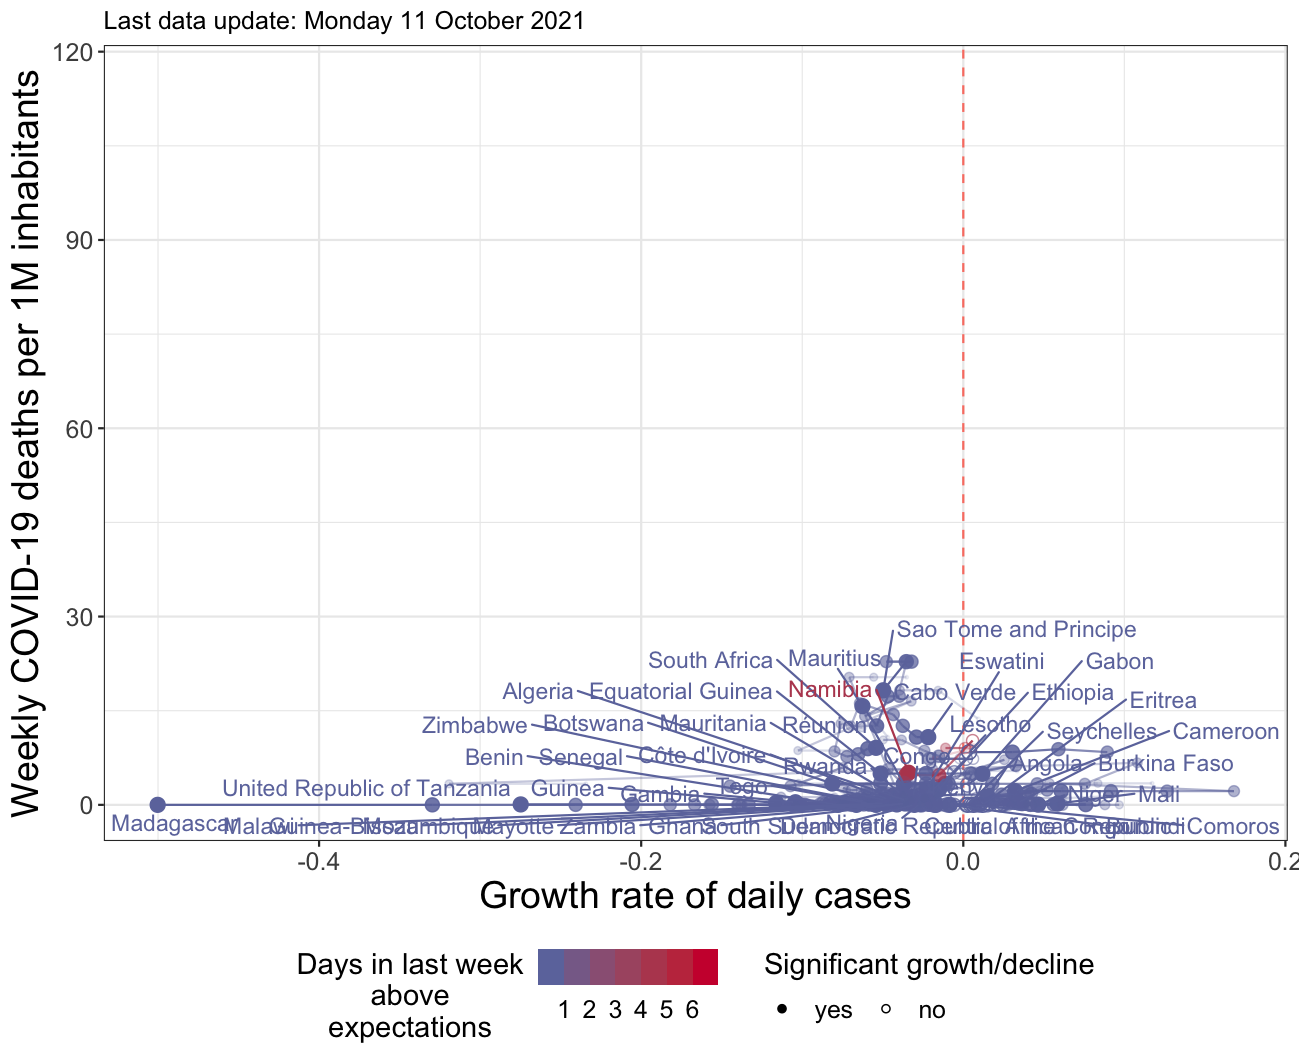 Last data update: Monday 11 October 2021
Weekly COVID-19 deaths per 1M inhabitants
120
90
60
30
0
Sao Tome and Principe
South Africa
Mauritius
Eswatini
Gabon
Algeria
Equatorial Guinea
Namibia
Cabo Verde
Ethiopia
Eritrea
Zimbabwe
Botswana
Mauritania
Réunion
Lesotho
Seychelles
Cameroon
Benin
Senegal
Côte d'Ivoire
Rwanda
Congo
Angola
Burkina Faso
United Republic of Tanzania
Guinea
Gambia
Togo
Niger
Mali
Madagascar
Malawi
Guinea-Bissau
Mozambique
Mayotte
Zambia
Ghana
South Sudan
Nigeria
Democratic Republic of the Congo
Central African Republic
Burundi
Comoros
-0.4
-0.2
0.0
0.2
Growth rate of daily cases
Days in last week
above
expectations
1 2 3 4 5 6
Significant growth/decline
yes
no